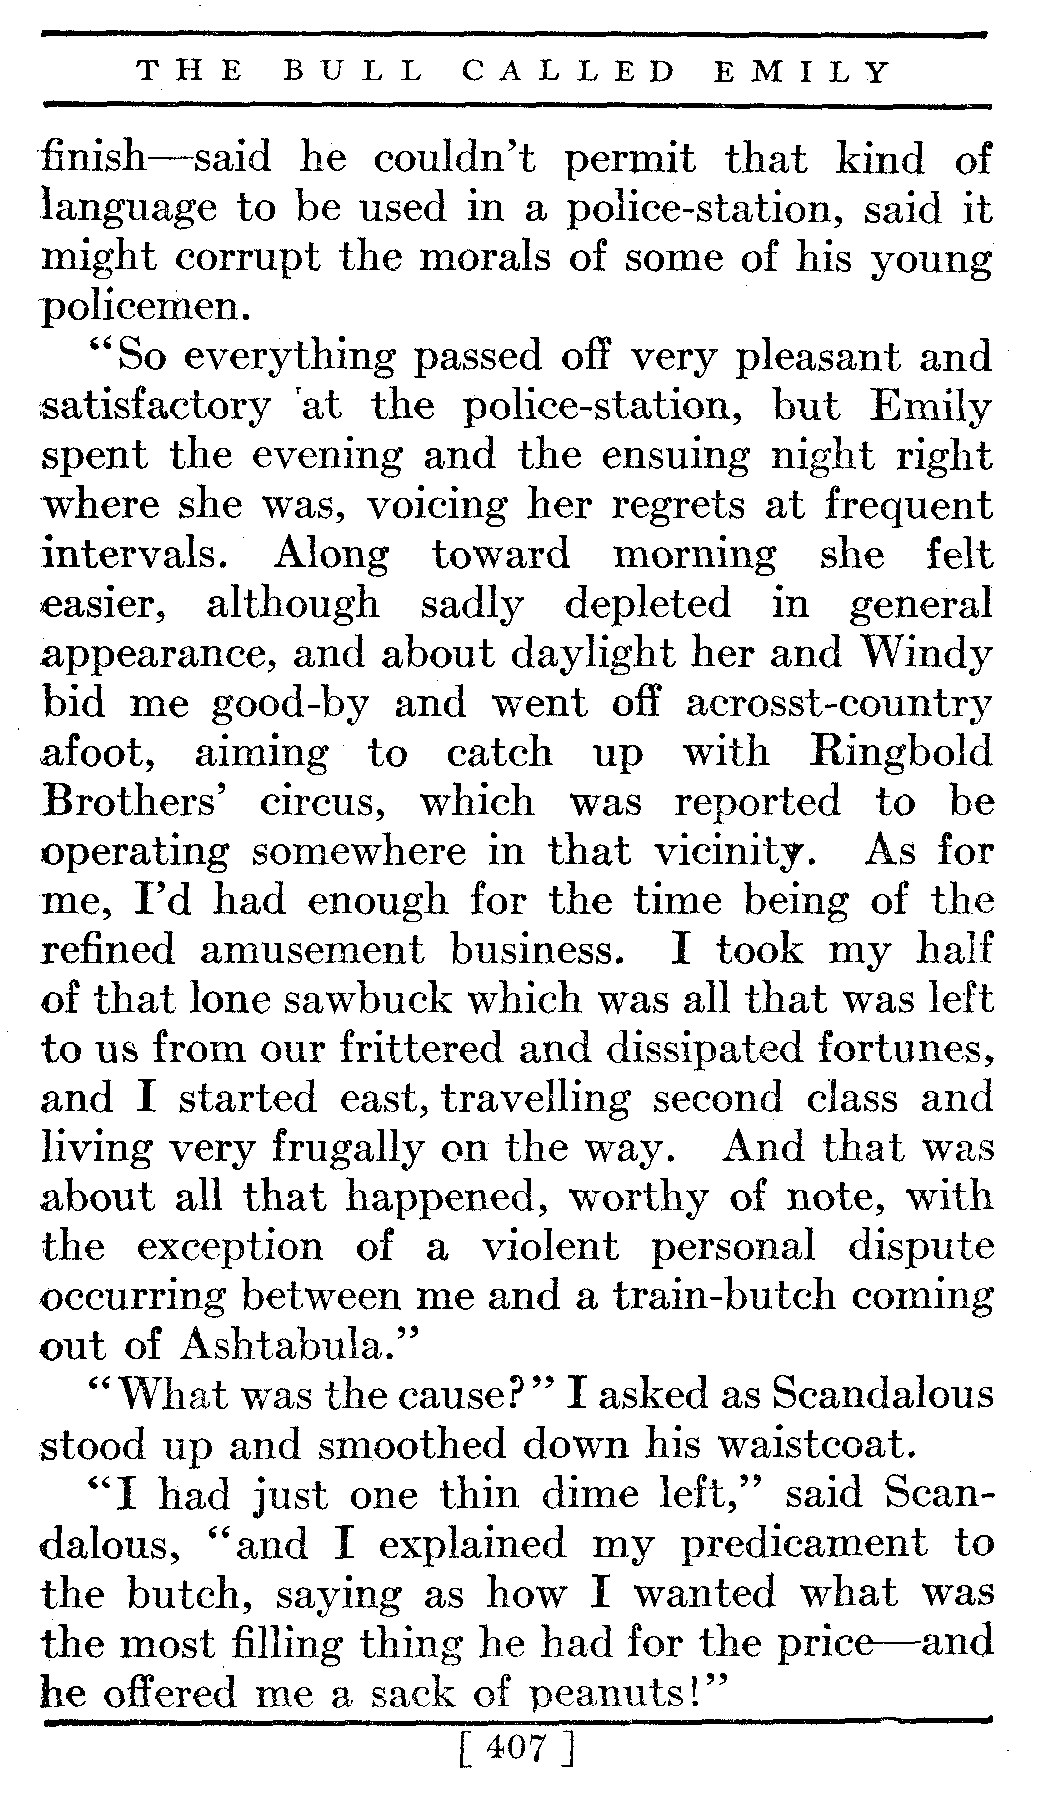 THE BULL CALLED EMILY
finish—said he couldn't permit that kind of
language to be used in a police-station, said it
might corrupt the morals of some of his young
policemen.
"So everything passed off very pleasant and
satisfactory at the police-station, but Emily
spent the evening and the ensuing night right
where she was, voicing her regrets at frequent
intervals. Along toward morning she felt
easier, although sadly depleted in general
appearance, and about daylight her and Windy
bid me good-by and went off acrosst-country
afoot, aiming to catch up with Ringbold
Brothers' circus, which was reported to be
operating somewhere in that vicinity. As for
me, I'd had enough for the time being of the
refined amusement business. I took my half
of that lone sawbuck which was all that was left
to us from our frittered and dissipated fortunes,
and I started east, travelling second class and
living very frugally on the way. And that was
about all that happened, worthy of note, with
the exception of a violent personal dispute
occurring between me and a train-butch coming
out of Ashtabula."
"What was the cause?" I asked as Scandalous
stood up and smoothed down his waistcoat.
"I had just one thin dime left," said Scan-
dalous, "and I explained my predicament to
the butch, saying as how I wanted what was
the most filling thing he had for the price—and
he offered me a sack of peanuts!"
[ 407 ]